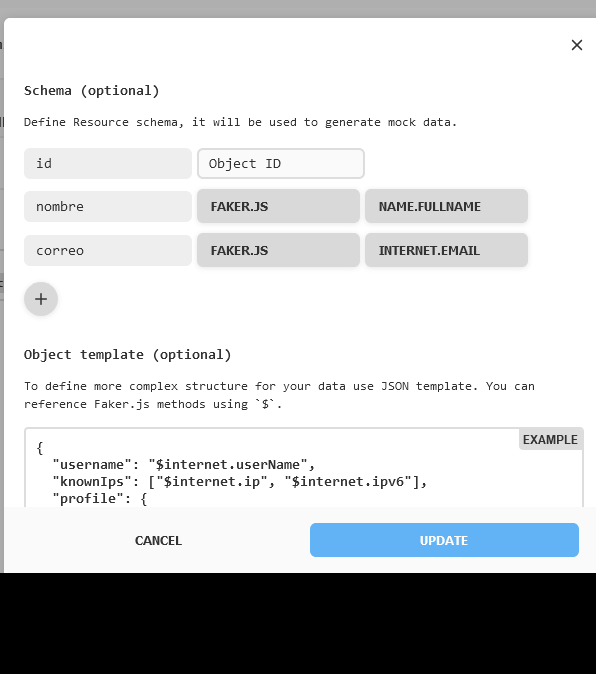 Schema (optional)
Define Resource schema, it will be used to generate mock data.
id Object ID
nombre FAKER.JS NAME.FULLNAME
correo FAKER.JS INTERNET.EMAIL
+
Object template (optional)
To define more complex structure for your data use JSON template. You can
reference Faker.js methods using `$`.
EXAMPLE
{
"username": "$internet.userName",
"knownIps": ["$internet.ip", "$internet.ipv6"],
"profile": {
CANCEL UPDATE